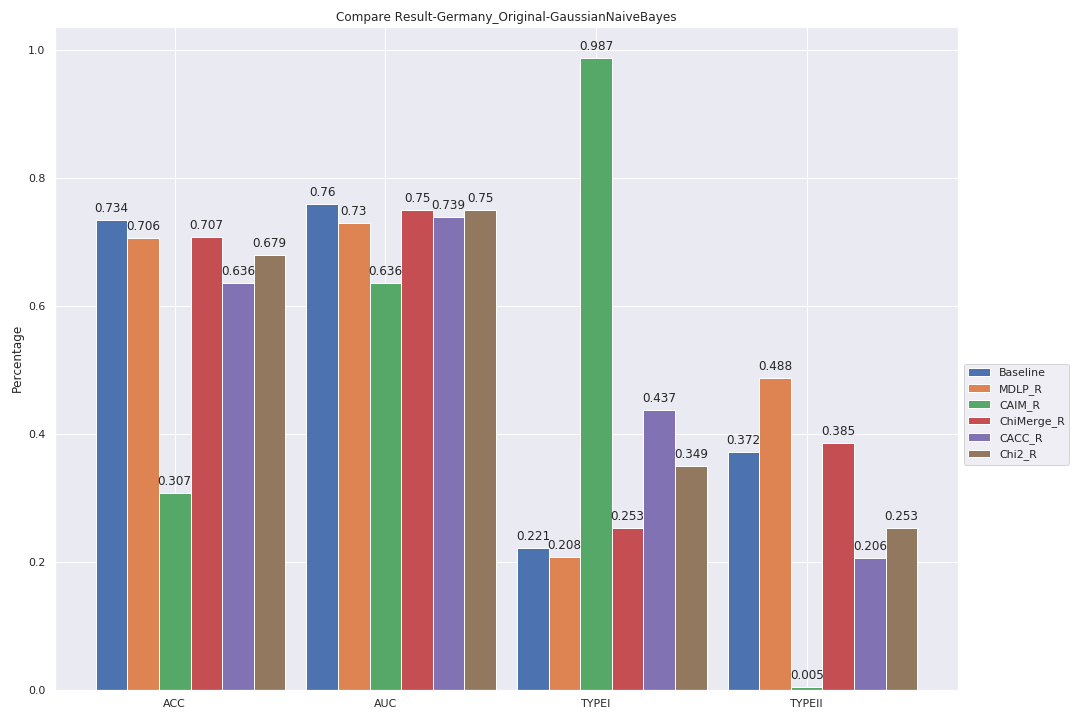 Compare Result-Germany_Original-GaussianNaiveBayes
Percentage
1.0
0.8
0.6
0.4
0.2
0.0
0.734
0.706
0.307
0.707
0.636
0.679
0.76
0.73
0.636
0.75
0.739
0.75
0.221
0.208
0.987
0.253
0.437
0.349
0.372
0.488
0.005
0.385
0.206
0.253
ACC
AUC
TYPEI
TYPEII
Baseline
MDLP_R
CAIM_R
ChiMerge_R
CACC_R
Chi2_R